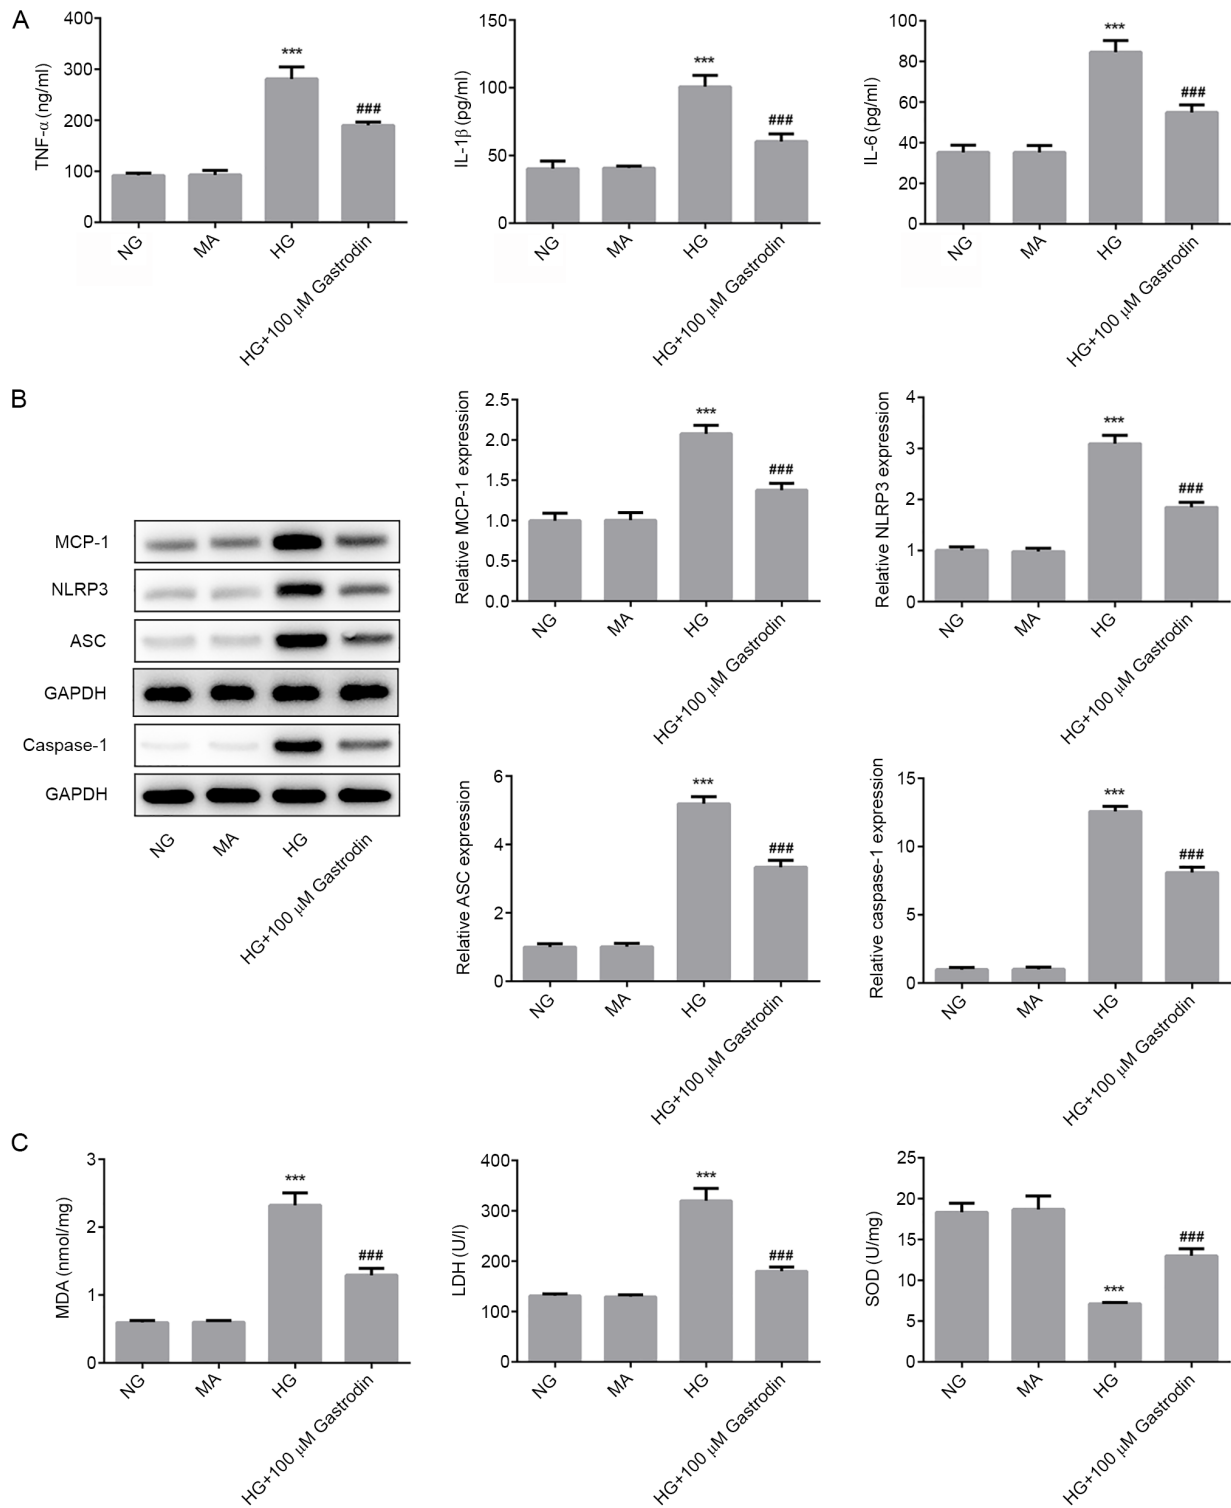 A
TNF-α (ng/ml)
400
300
200
100
0
***
###
NG
MA
HG
HG+100 μM Gastrodin
IL-1β (pg/ml)
150
100
50
0
***
###
NG
MA
HG
HG+100 μM Gastrodin
IL-6 (pg/ml)
100
80
60
40
20
0
***
###
NG
MA
HG
HG+100 μM Gastrodin
B
MCP-1
NLRP3
ASC
GAPDH
Caspase-1
GAPDH
NG
MA
HG
HG+100 μM Gastrodin
Relative MCP-1 expression
2.5
2.0
1.5
1.0
0.5
0.0
***
###
NG
MA
HG
HG+100 μM Gastrodin
Relative NLRP3 expression
4
3
2
1
0
***
###
NG
MA
HG
HG+100 μM Gastrodin
Relative ASC expression
6
4
2
0
***
###
NG
MA
HG
HG+100 μM Gastrodin
Relative caspase-1 expression
15
10
5
0
***
###
NG
MA
HG
HG+100 μM Gastrodin
C
MDA (nmol/mg)
3
2
1
0
***
###
NG
MA
HG
HG+100 μM Gastrodin
LDH (U/l)
400
300
200
100
0
***
###
NG
MA
HG
HG+100 μM Gastrodin
SOD (U/mg)
25
20
15
10
5
0
***
###
NG
MA
HG
HG+100 μM Gastrodin